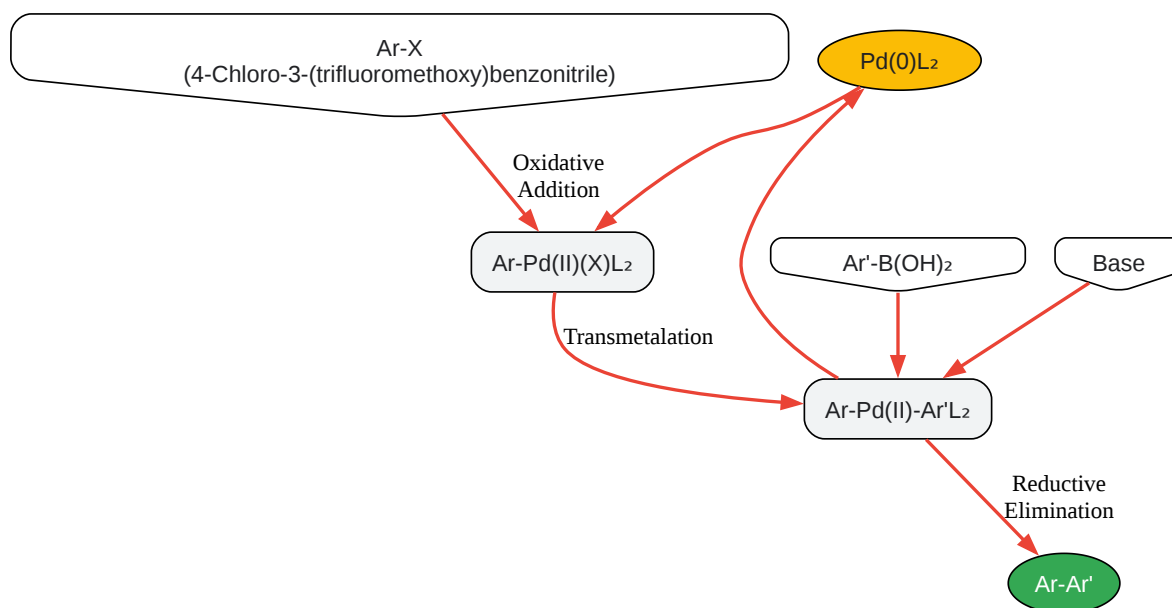 Ar-X
(4-Chloro-3-(trifluoromethoxy)benzonitrile)
Pd(0)L₂
Oxidative
Addition
Ar-Pd(II)(X)L₂
Ar'-B(OH)₂
Base
Transmetalation
Ar-Pd(II)-Ar'L₂
Reductive
Elimination
Ar-Ar'